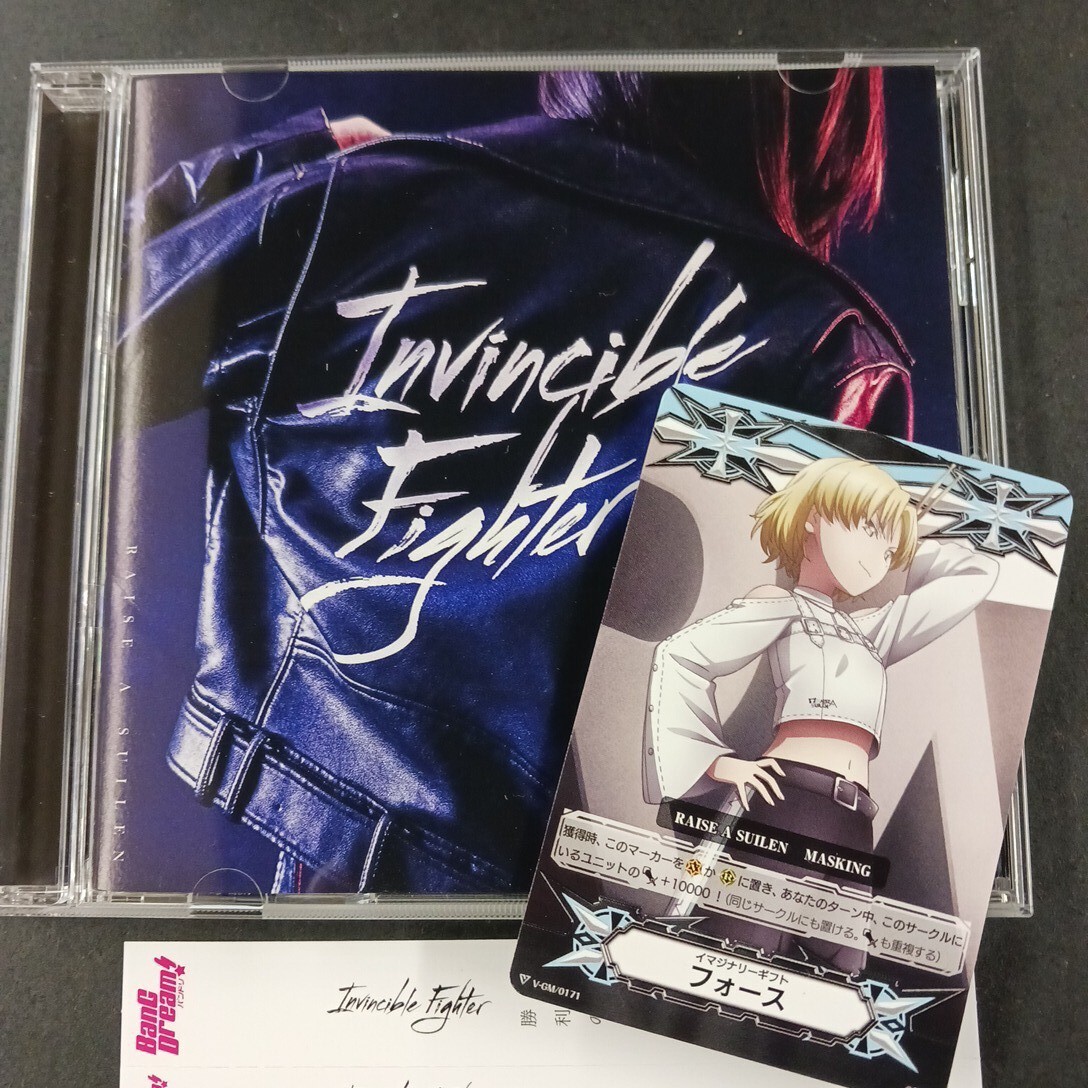 Invincible
Fighter
RAISE A SUILEN
RAISE A SUILEN MASKING
獲得時、このマーカーをか に置き、あなたのターン中、このサークルに
いるユニットの +10000！(同じサークルにも置ける。 も重複する)
イマジナリーギフト
フォース
V-GM/0171
BanG
Dream!
バンドリ!
Invincible Fighter
勝利